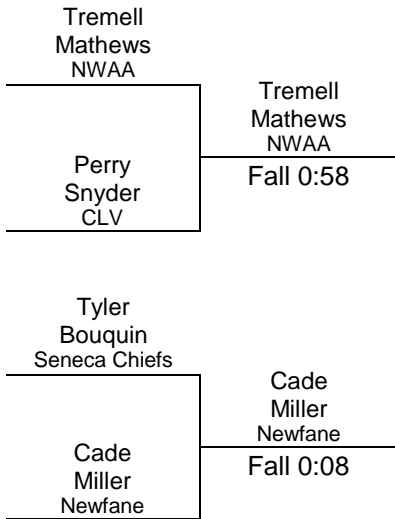 Tremell
Mathews
NWAA
Perry
Snyder
CLV
Tremell
Mathews
NWAA
Fall 0:58
Tyler
Bouquin
Seneca Chiefs
Cade
Miller
Newfane
Cade
Miller
Newfane
Fall 0:08